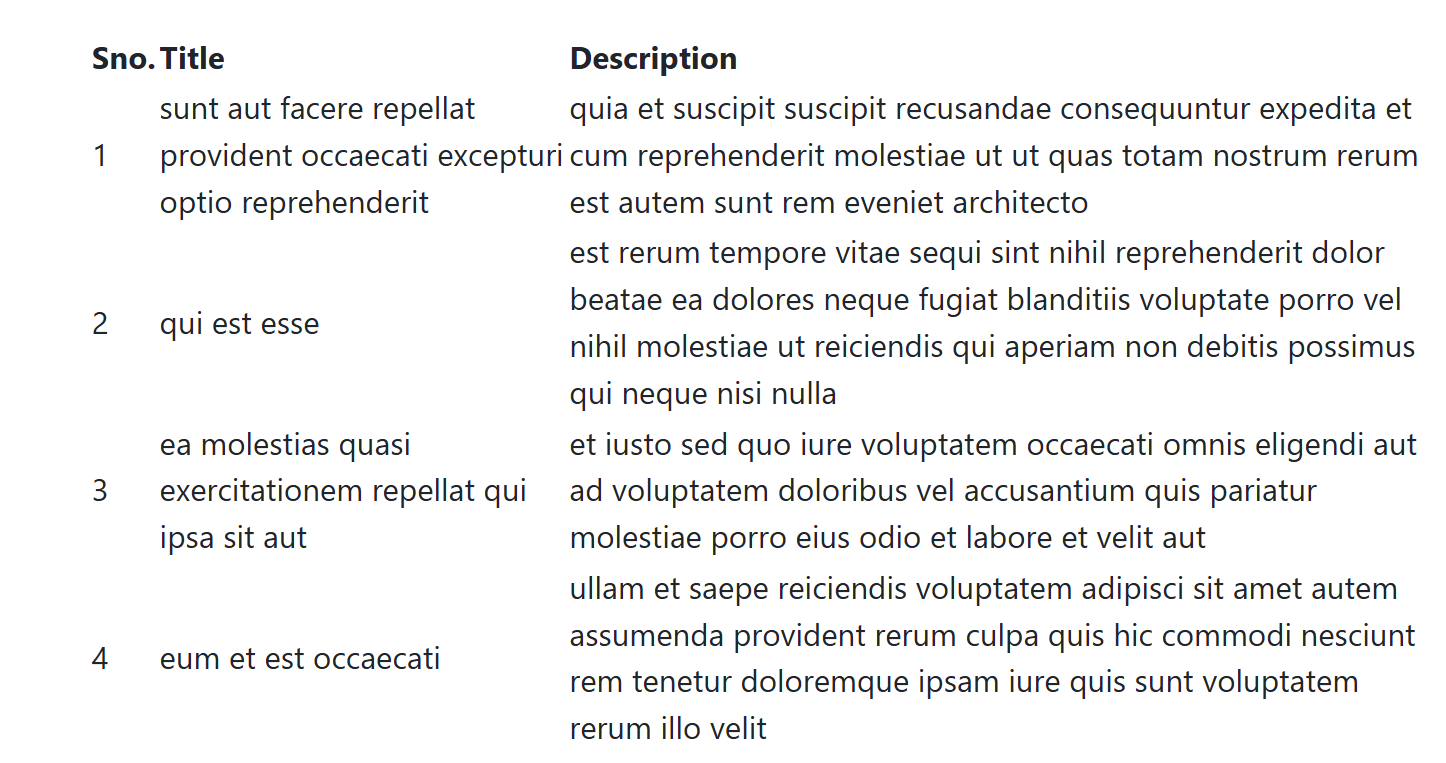 Sno. Title Description
sunt aut facere repellat quia et suscipit suscipit recusandae consequuntur expedita et
1 provident occaecati excepturi cum reprehenderit molestiae ut ut quas totam nostrum rerum
optio reprehenderit est autem sunt rem eveniet architecto
est rerum tempore vitae sequi sint nihil reprehenderit dolor
beatae ea dolores neque fugiat blanditiis voluptate porro vel
2 qui est esse
nihil molestiae ut reiciendis qui aperiam non debitis possimus
qui neque nisi nulla
ea molestias quasi et iusto sed quo iure voluptatem occaecati omnis eligendi aut
3 exercitationem repellat qui ad voluptatem doloribus vel accusantium quis pariatur
ipsa sit aut molestiae porro eius odio et labore et velit aut
ullam et saepe reiciendis voluptatem adipisci sit amet autem
assumenda provident rerum culpa quis hic commodi nesciunt
4 eum et est occaecati
rem tenetur doloremque ipsam iure quis sunt voluptatem
rerum illo velit